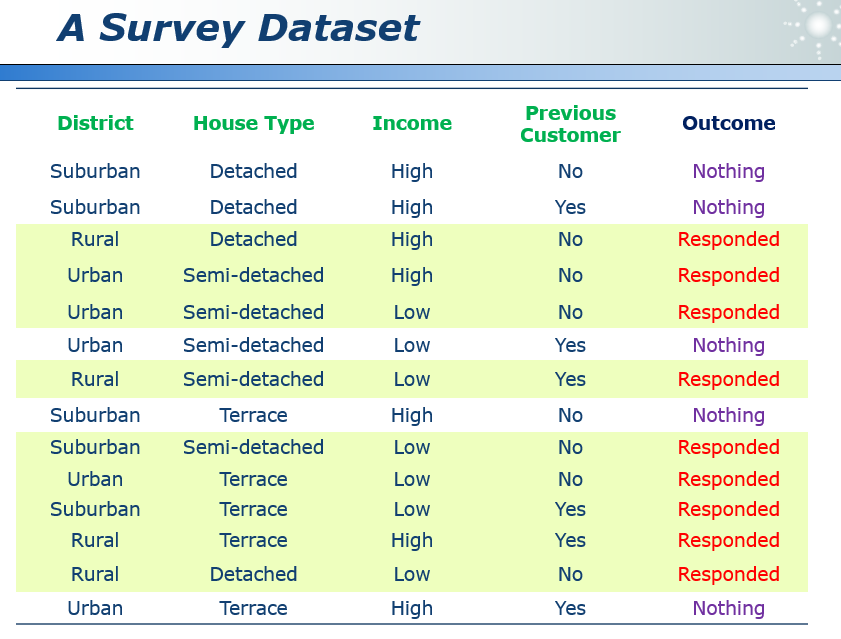 A Survey Dataset
District House Type Income Previous Customer Outcome
Suburban Detached High No Nothing
Suburban Detached High Yes Nothing
Rural Detached High No Responded
Urban Semi-detached High No Responded
Urban Semi-detached Low No Responded
Urban Semi-detached Low Yes Nothing
Rural Semi-detached Low Yes Responded
Suburban Terrace High No Nothing
Suburban Semi-detached Low No Responded
Urban Terrace Low No Responded
Suburban Terrace Low Yes Responded
Rural Terrace High Yes Responded
Rural Detached Low No Responded
Urban Terrace High Yes Nothing